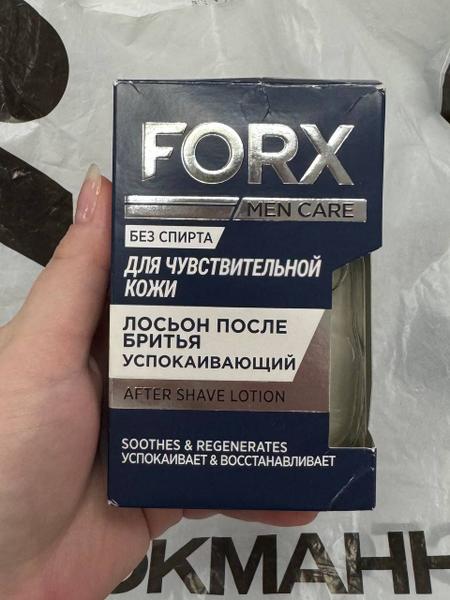 FORX
MEN CARE
БЕЗ СПИРТА
ДЛЯ ЧУВСТВИТЕЛЬНОЙ
КОЖИ
ЛОСЬОН ПОСЛЕ
БРИТЬЯ
УСПОКАИВАЮЩИЙ
AFTER SHAVE LOTION
SOOTHES & REGENERATES
УСПОКАИВАЕТ & ВОССТАНАВЛИВАЕТ
ОКМАНН